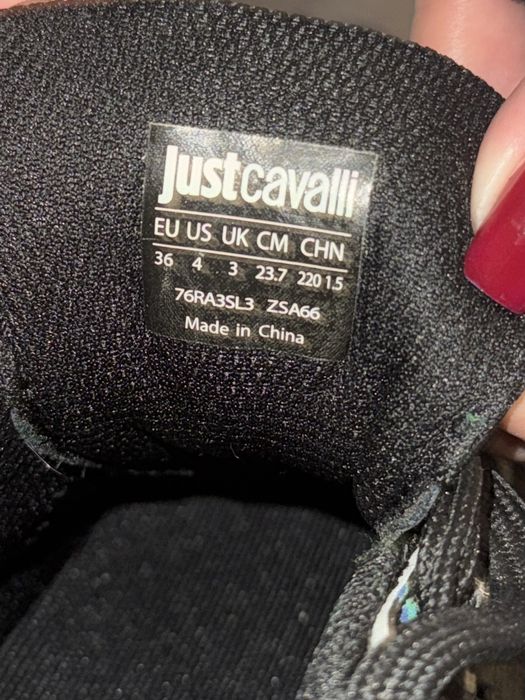 justcavalli
EU US UK CM CHN
36 4 3 23.7 220 1.5
76RA3SL3 ZSA66
Made in China